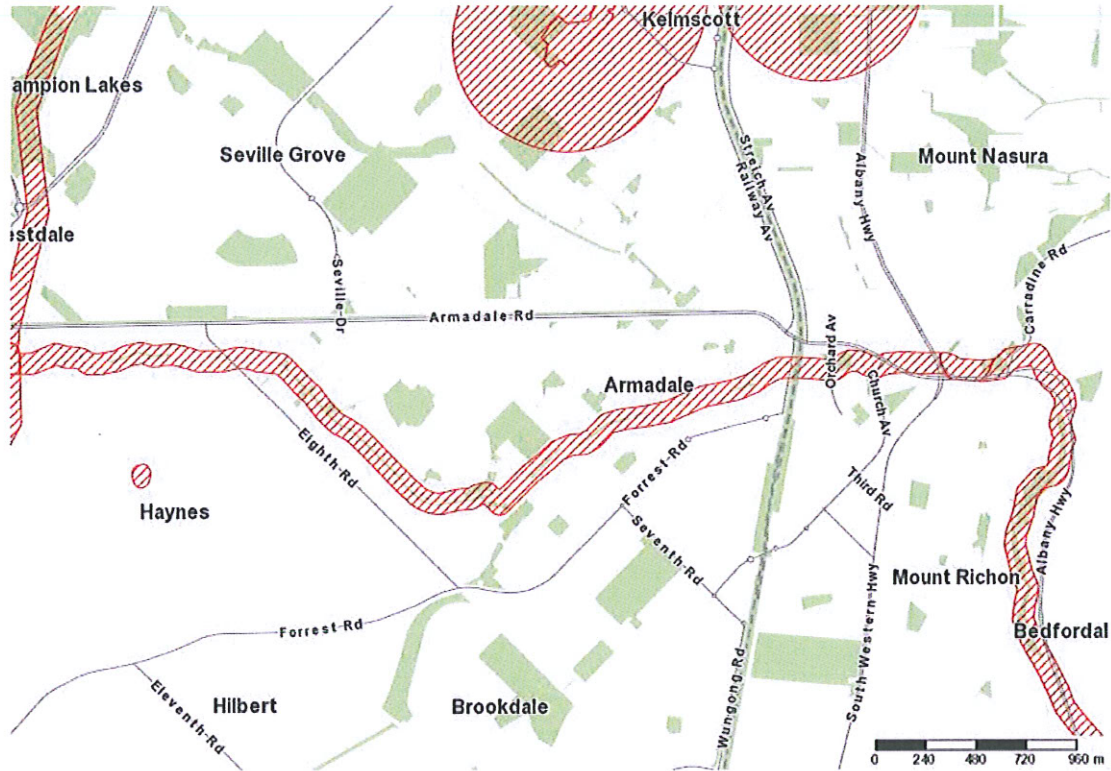 Kelmscott
ampion Lakes
Seville Grove
Mount Nasura
Stretch Av
Railway Av
Albany Hwy
estdale
Seville Dr
Carradine Rd
Armadale Rd
Orchard Av
Armadale
Church Av
Eighth Rd
Forrest Rd
Third Rd
Haynes
Seventh Rd
Albany Hwy
Mount Richon
Forrest Rd
Bedfordal
Eleventh Rd
Hilbert
Brookdale
Wungong Rd
South Western Hwy
0 240 480 720 960 m